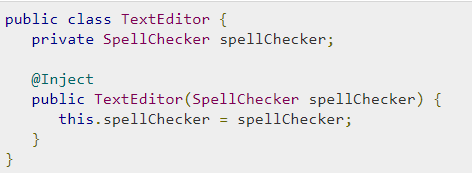 public class TextEditor {
   private SpellChecker spellChecker;

   @Inject
   public TextEditor(SpellChecker spellChecker) {
      this.spellChecker = spellChecker;
   }
}